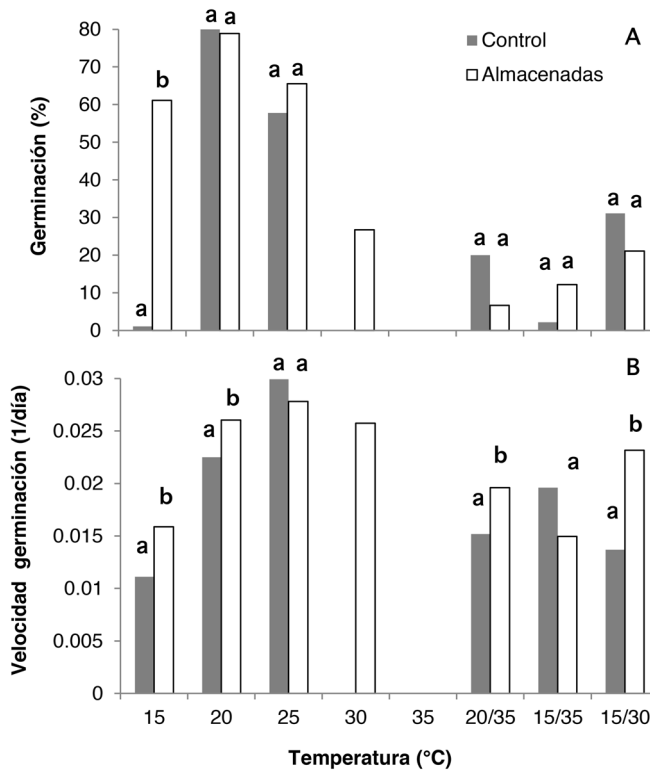 A
Control
Almacenadas
Germinación (%)
80
70
60
50
40
30
20
10
0
a b a a a a a a a a a a
B
Velocidad germinación (1/día)
0.03
0.025
0.02
0.015
0.01
0.005
0
a b a b a a a b a a b
15 20 25 30 35 20/35 15/35 15/30
Temperatura (°C)